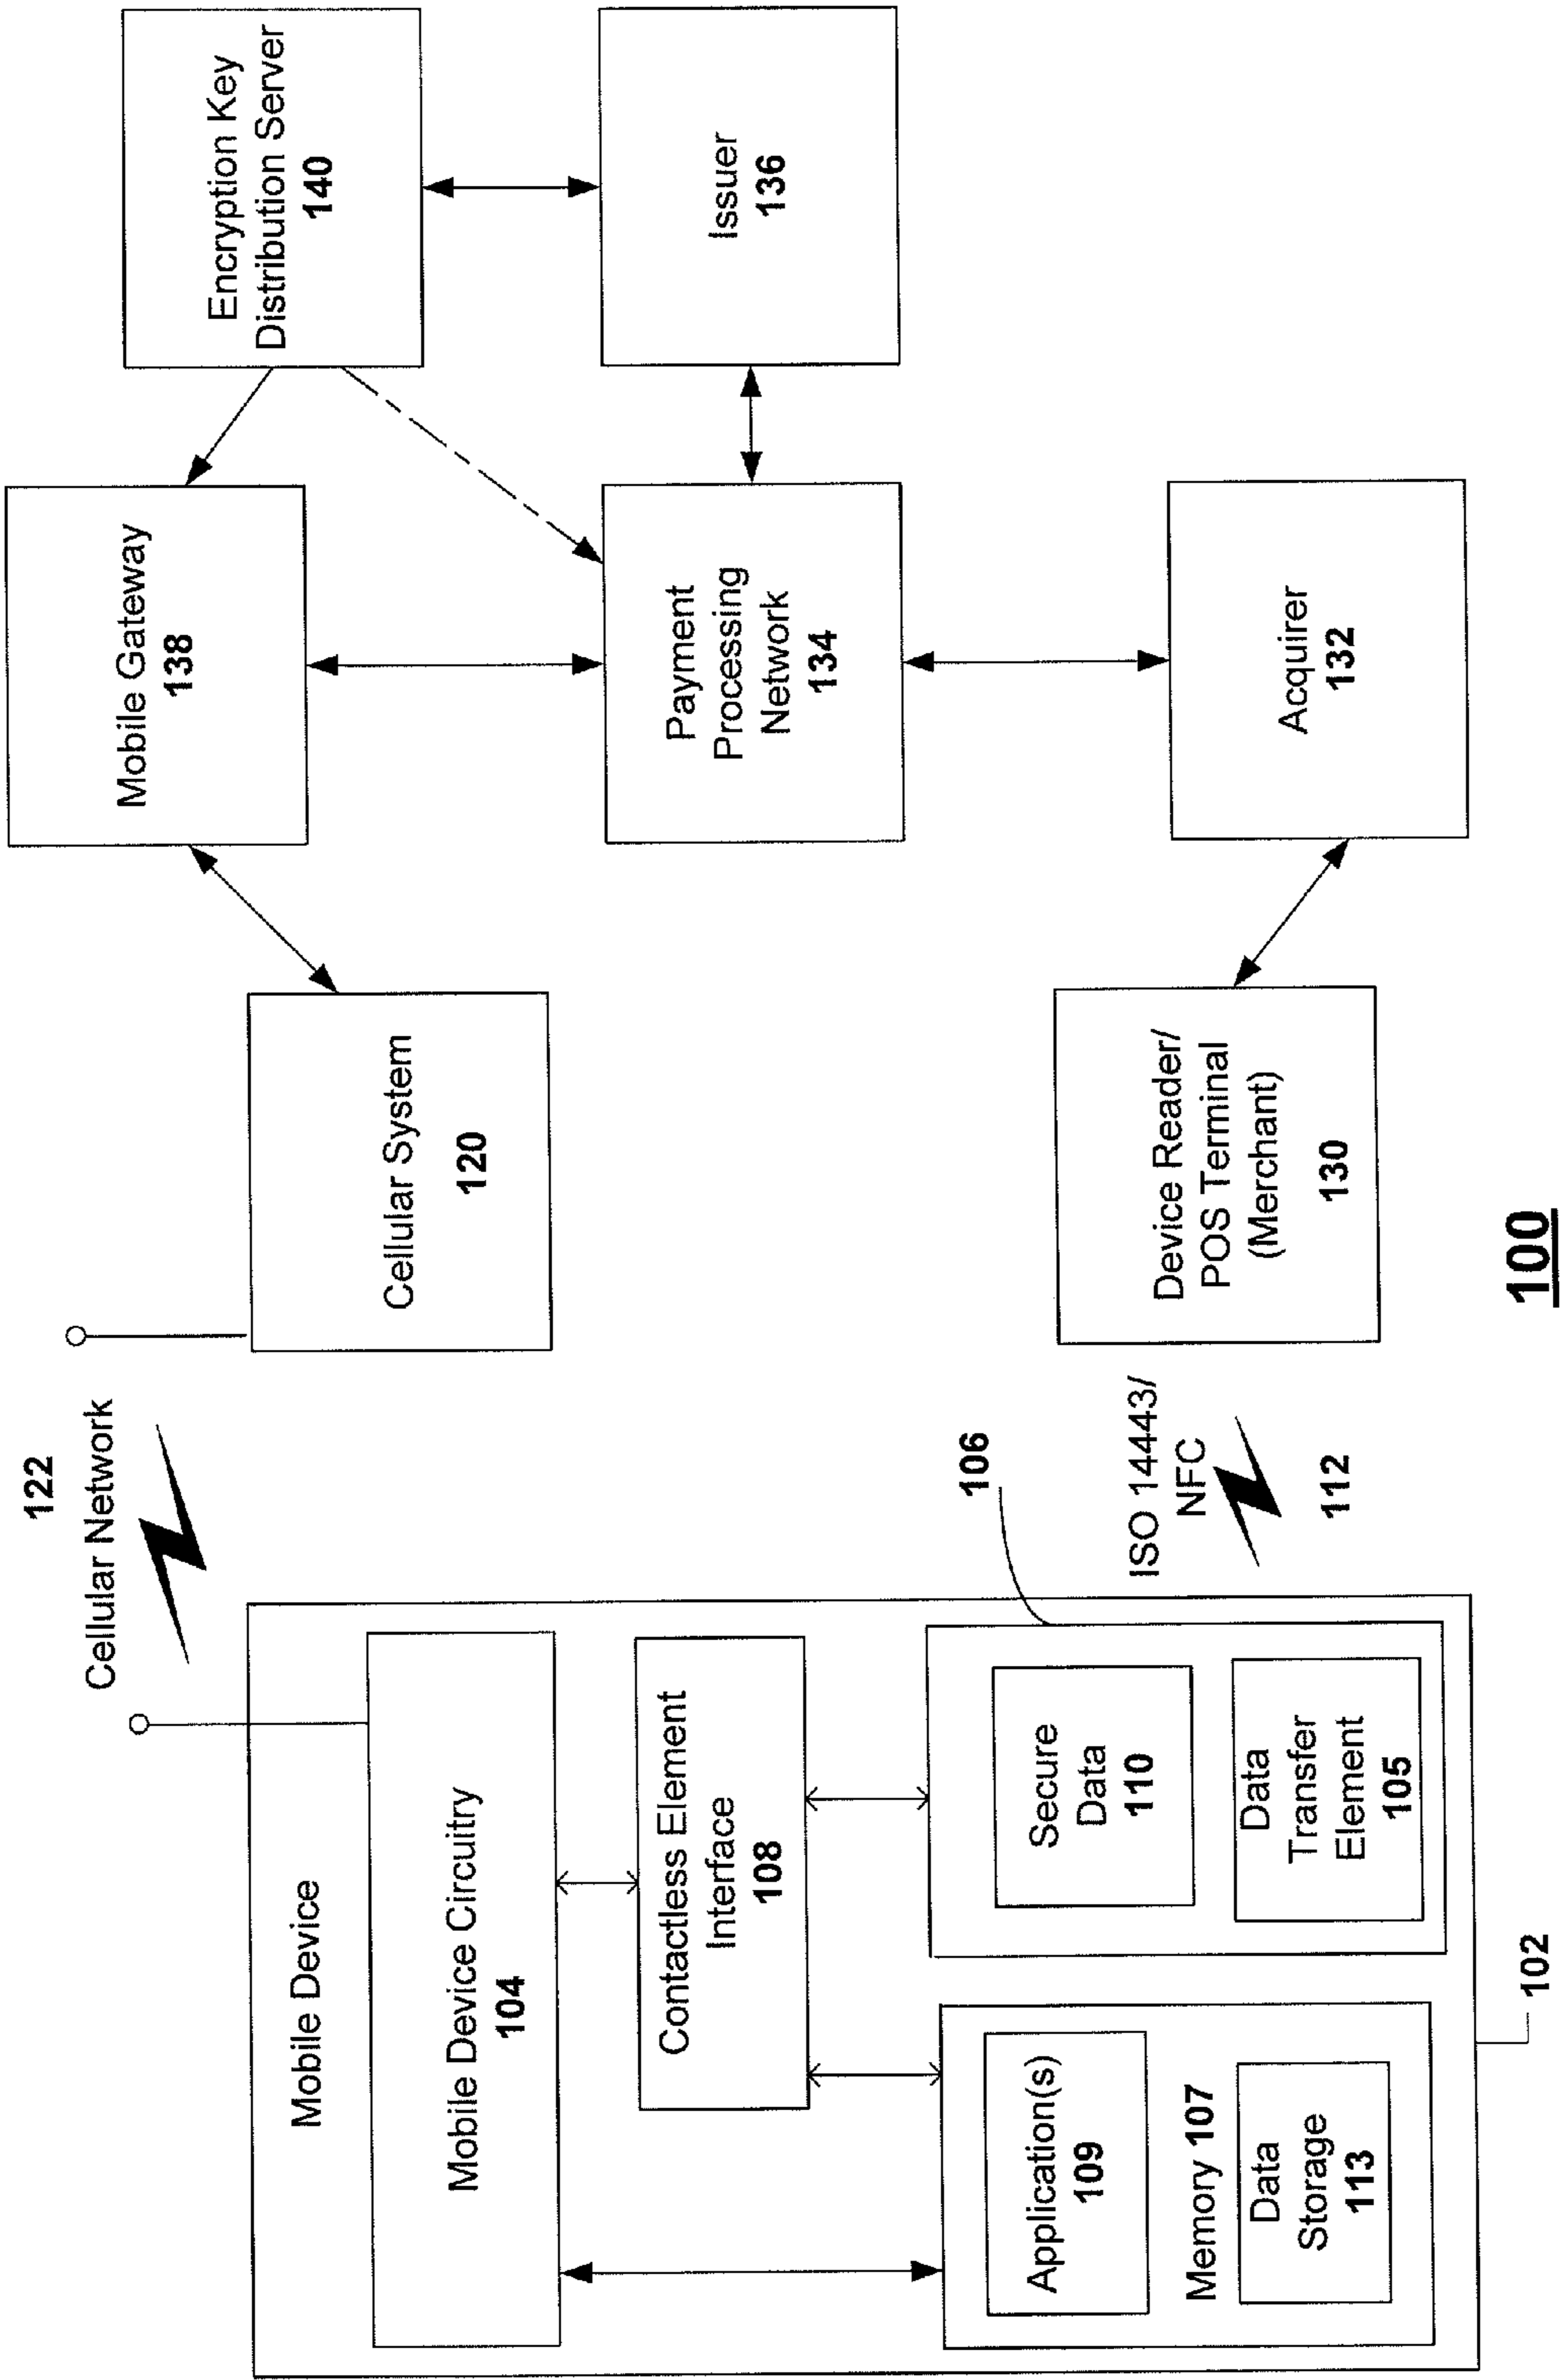 122
Cellular Network
Mobile Device
Mobile Device Circuitry
104
Contactless Element
Interface
108
Application(s)
109
Memory 107
Data
Storage
113
Secure
Data
110
Data
Transfer
Element
105
102
106
ISO 14443/
NFC
112
Cellular System
120
Device Reader/
POS Terminal
(Merchant)
130
Mobile Gateway
138
Payment
Processing
Network
134
Acquirer
132
Encryption Key
Distribution Server
140
Issuer
136
100